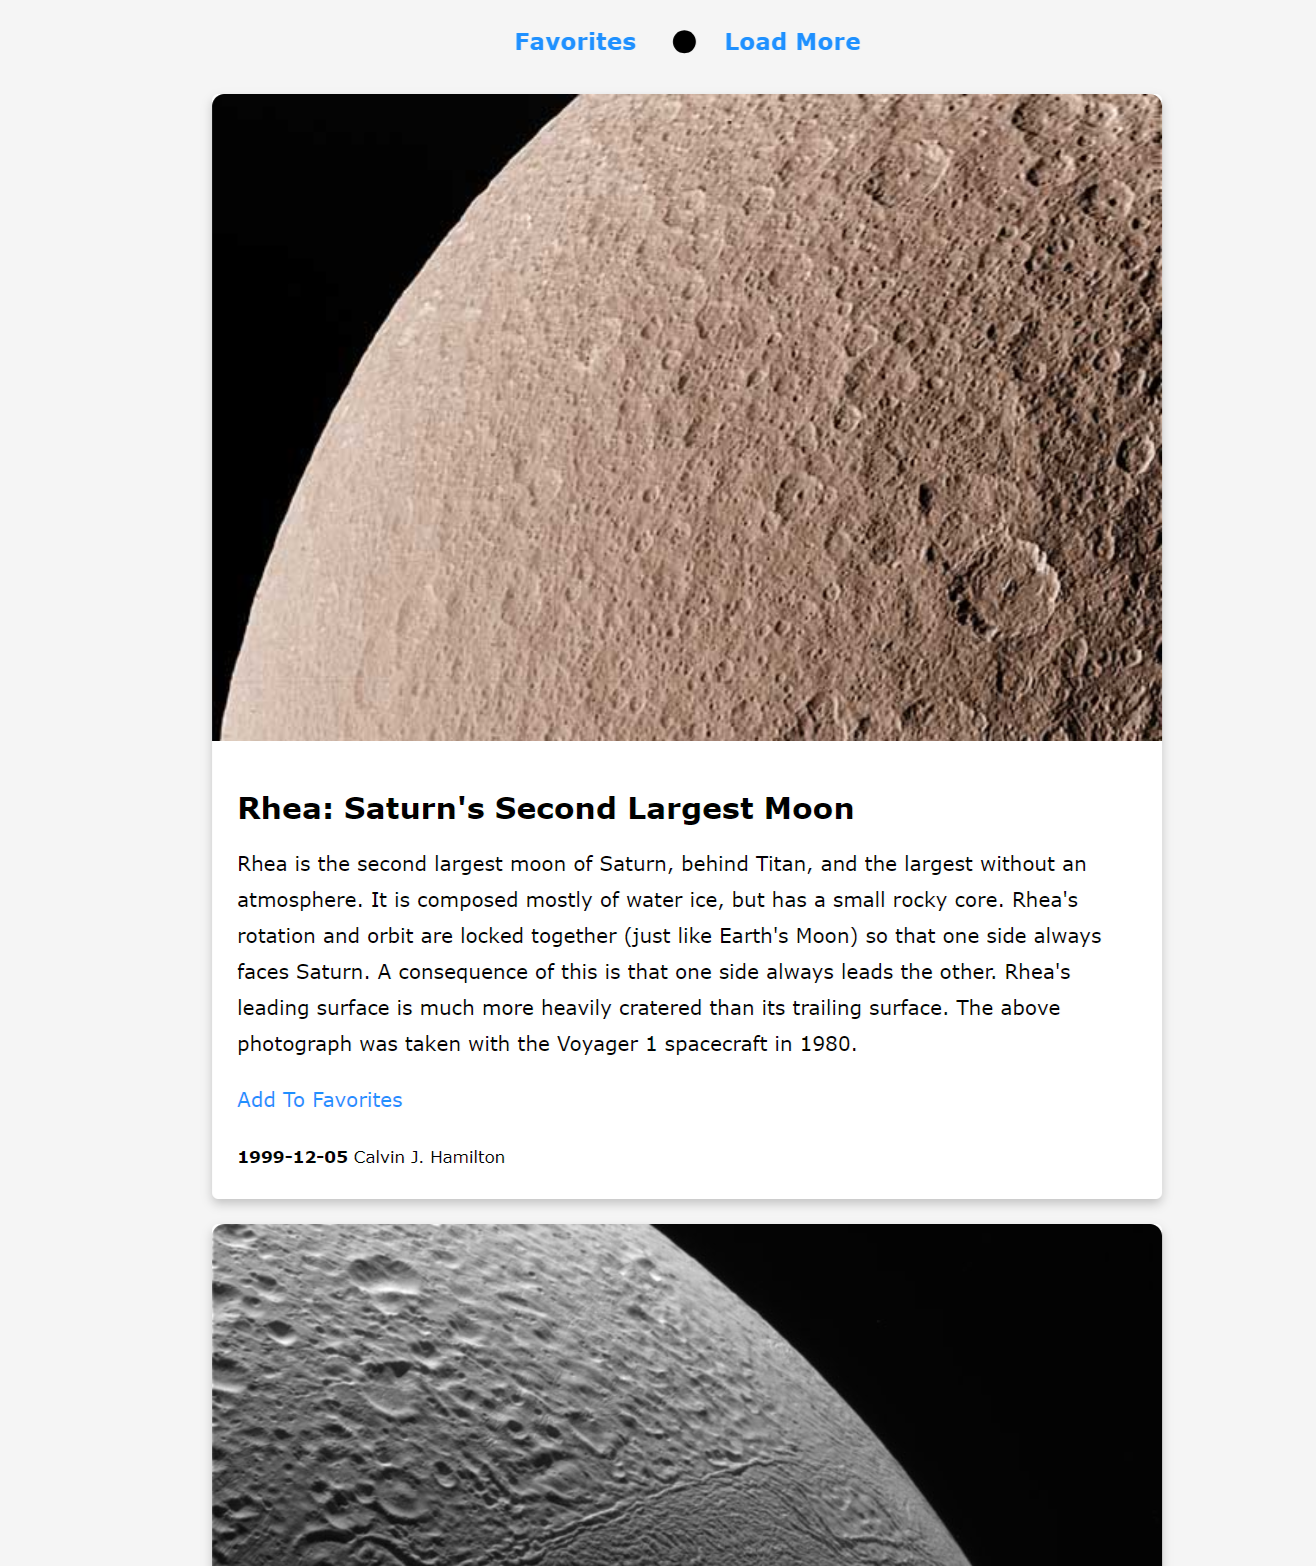 Favorites ● Load More
Rhea: Saturn's Second Largest Moon
Rhea is the second largest moon of Saturn, behind Titan, and the largest without an
atmosphere. It is composed mostly of water ice, but has a small rocky core. Rhea's
rotation and orbit are locked together (just like Earth's Moon) so that one side always
faces Saturn. A consequence of this is that one side always leads the other. Rhea's
leading surface is much more heavily cratered than its trailing surface. The above
photograph was taken with the Voyager 1 spacecraft in 1980.
Add To Favorites
1999-12-05 Calvin J. Hamilton